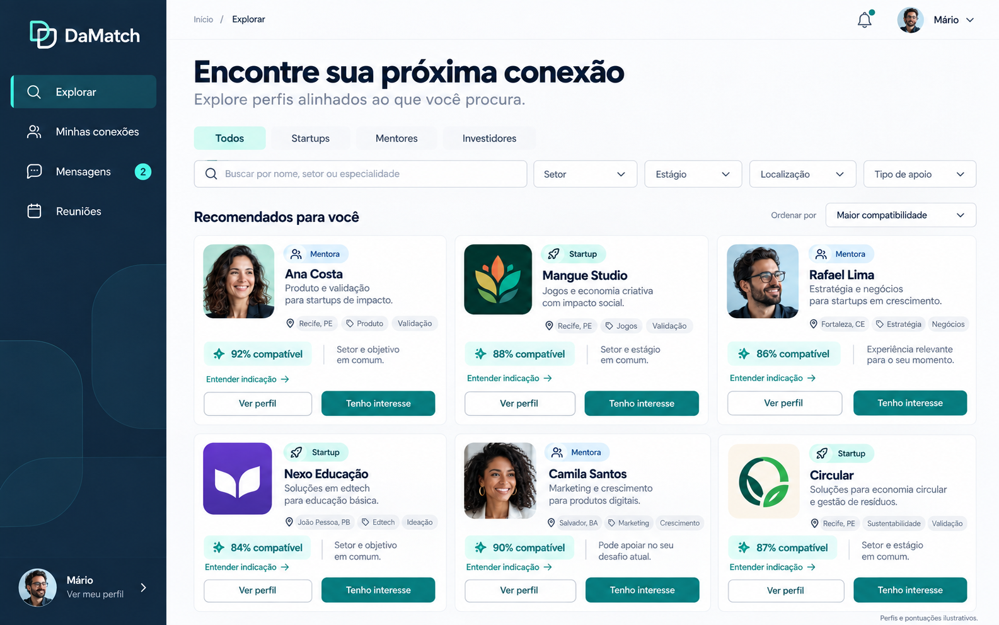 DaMatch
Explorar
Minhas conexões
Mensagens 2
Reuniões
Mário
Ver meu perfil
Início / Explorar
Mário
Encontre sua próxima conexão
Explore perfis alinhados ao que você procura.
Todos Startups Mentores Investidores
Buscar por nome, setor ou especialidade Setor Estágio Localização Tipo de apoio
Recomendados para você
Ordenar por Maior compatibilidade
Mentora
Ana Costa
Produto e validação
para startups de impacto.
Recife, PE Produto Validação
92% compatível
Setor e objetivo
em comum.
Entender indicação →
Ver perfil Tenho interesse
Startup
Mangue Studio
Jogos e economia criativa
com impacto social.
Recife, PE Jogos Validação
88% compatível
Setor e estágio
em comum.
Entender indicação →
Ver perfil Tenho interesse
Mentora
Rafael Lima
Estratégia e negócios
para startups em crescimento.
Fortaleza, CE Estratégia Negócios
86% compatível
Experiência relevante
para o seu momento.
Entender indicação →
Ver perfil Tenho interesse
Startup
Nexo Educação
Soluções em edtech
para educação básica.
João Pessoa, PB Edtech Ideação
84% compatível
Setor e objetivo
em comum.
Entender indicação →
Ver perfil Tenho interesse
Mentora
Camila Santos
Marketing e crescimento
para produtos digitais.
Salvador, BA Marketing Crescimento
90% compatível
Pode apoiar no seu
desafio atual.
Entender indicação →
Ver perfil Tenho interesse
Startup
Circular
Soluções para economia circular
e gestão de resíduos.
Recife, PE Sustentabilidade Validação
87% compatível
Setor e estágio
em comum.
Entender indicação →
Ver perfil Tenho interesse
Perfis e pontuações ilustrativos.